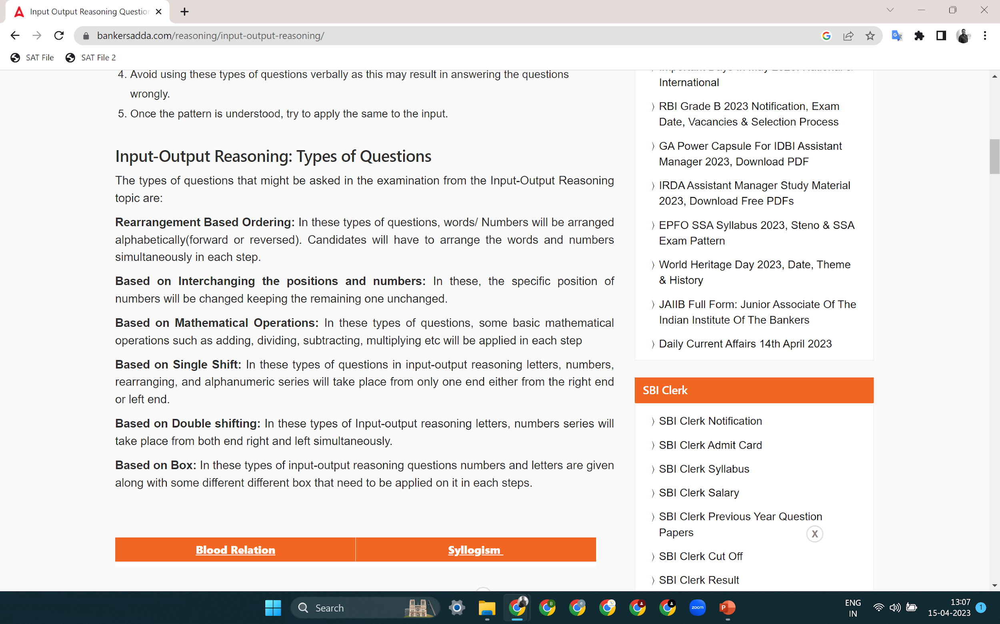 Input Output Reasoning Questio
bankersadda.com/reasoning/input-output-reasoning/
SAT File
SAT File 2
4. Avoid using these types of questions verbally as this may result in answering the questions
wrongly.
5. Once the pattern is understood, try to apply the same to the input.
Input-Output Reasoning: Types of Questions
The types of questions that might be asked in the examination from the Input-Output Reasoning
topic are:
Rearrangement Based Ordering: In these types of questions, words/ Numbers will be arranged
alphabetically(forward or reversed). Candidates will have to arrange the words and numbers
simultaneously in each step.
Based on Interchanging the positions and numbers: In these, the specific position of
numbers will be changed keeping the remaining one unchanged.
Based on Mathematical Operations: In these types of questions, some basic mathematical
operations such as adding, dividing, subtracting, multiplying etc will be applied in each step
Based on Single Shift: In these types of questions in input-output reasoning letters, numbers,
rearranging, and alphanumeric series will take place from only one end either from the right end
or left end.
Based on Double shifting: In these types of Input-output reasoning letters, numbers series will
take place from both end right and left simultaneously.
Based on Box: In these types of input-output reasoning questions numbers and letters are given
along with some different different box that need to be applied on it in each steps.
Blood Relation
Syllogism
International
RBI Grade B 2023 Notification, Exam
Date, Vacancies & Selection Process
GA Power Capsule For IDBI Assistant
Manager 2023, Download PDF
IRDA Assistant Manager Study Material
2023, Download Free PDFs
EPFO SSA Syllabus 2023, Steno & SSA
Exam Pattern
World Heritage Day 2023, Date, Theme
& History
JAIIB Full Form: Junior Associate Of The
Indian Institute Of The Bankers
Daily Current Affairs 14th April 2023
SBI Clerk
SBI Clerk Notification
SBI Clerk Admit Card
SBI Clerk Syllabus
SBI Clerk Salary
SBI Clerk Previous Year Question
Papers
X
SBI Clerk Cut Off
SBI Clerk Result
Search
zoom
ENG
IN
13:07
15-04-2023
1